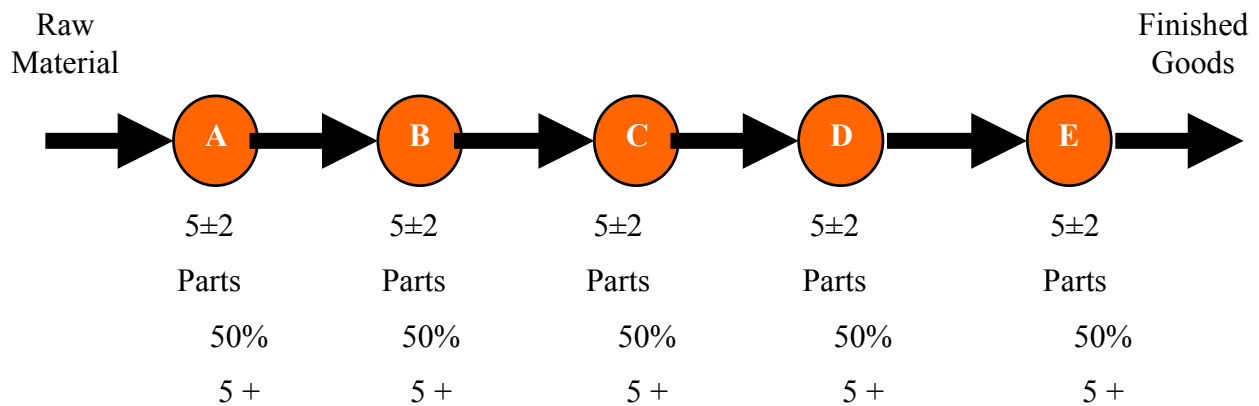 Raw
Material
Finished
Goods
A B C D E
5±2 5±2 5±2 5±2 5±2
Parts Parts Parts Parts Parts
50% 50% 50% 50% 50%
5 + 5 + 5 + 5 + 5 +